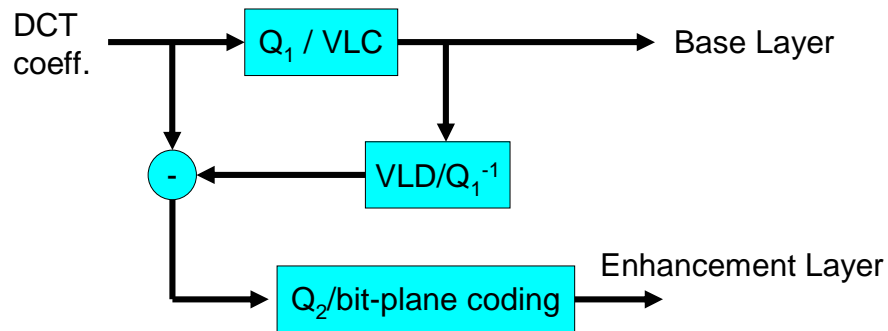 DCT
coeff.
Q₁ / VLC
Base Layer
-
VLD/Q₁⁻¹
Enhancement Layer
Q₂/bit-plane coding